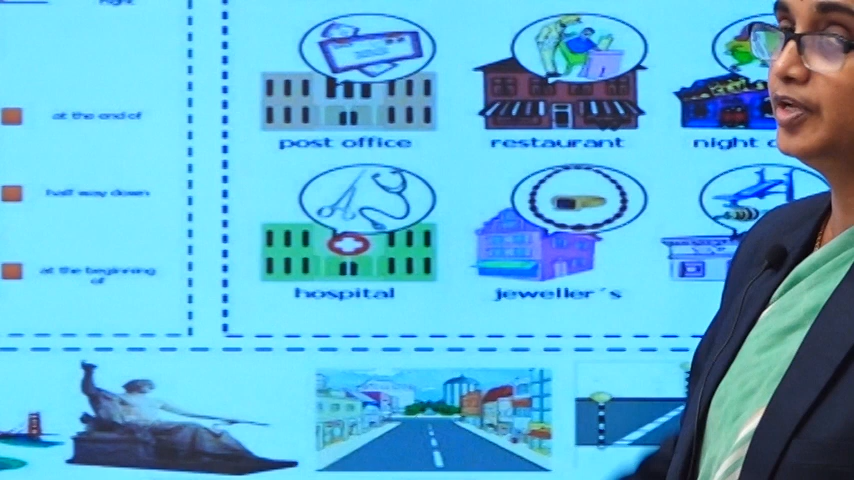 right
at the end of
half way down
at the beginning
of
post office
restaurant
night
hospital
jeweller's